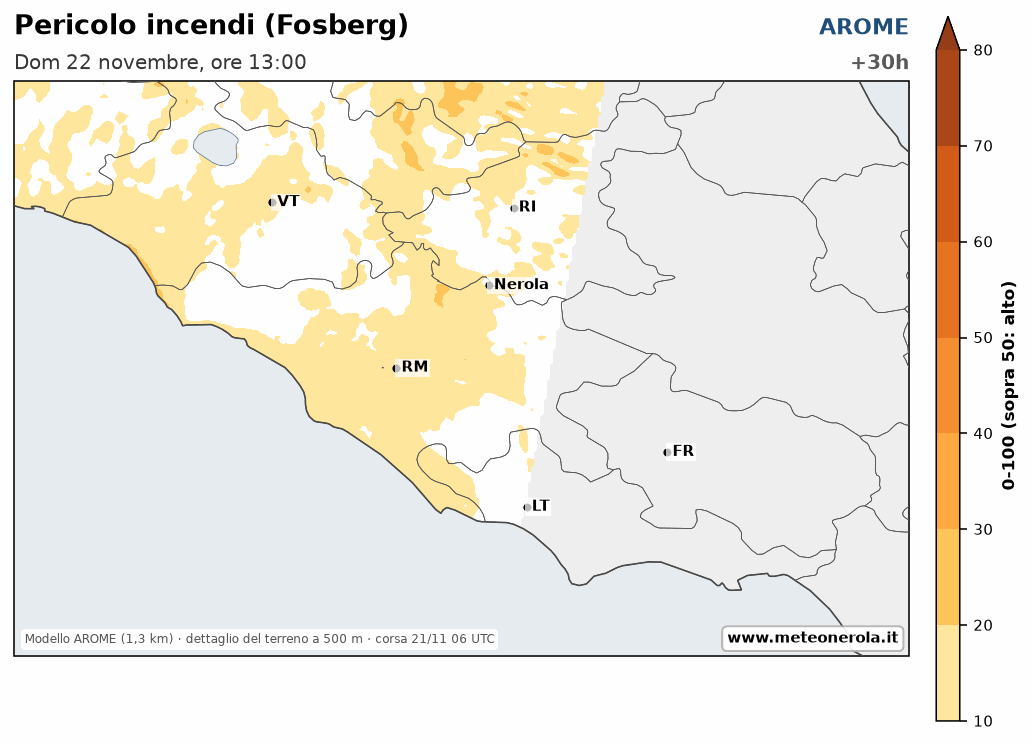 Pericolo incendi (Fosberg)
AROME
Dom 22 novembre, ore 13:00
+30h
80
70
60
50
40
30
20
10
0-100 (sopra 50: alto)
VT
RI
Nerola
RM
FR
LT
Modello AROME (1,3 km) · dettaglio del terreno a 500 m · corsa 21/11 06 UTC
www.meteonerola.it